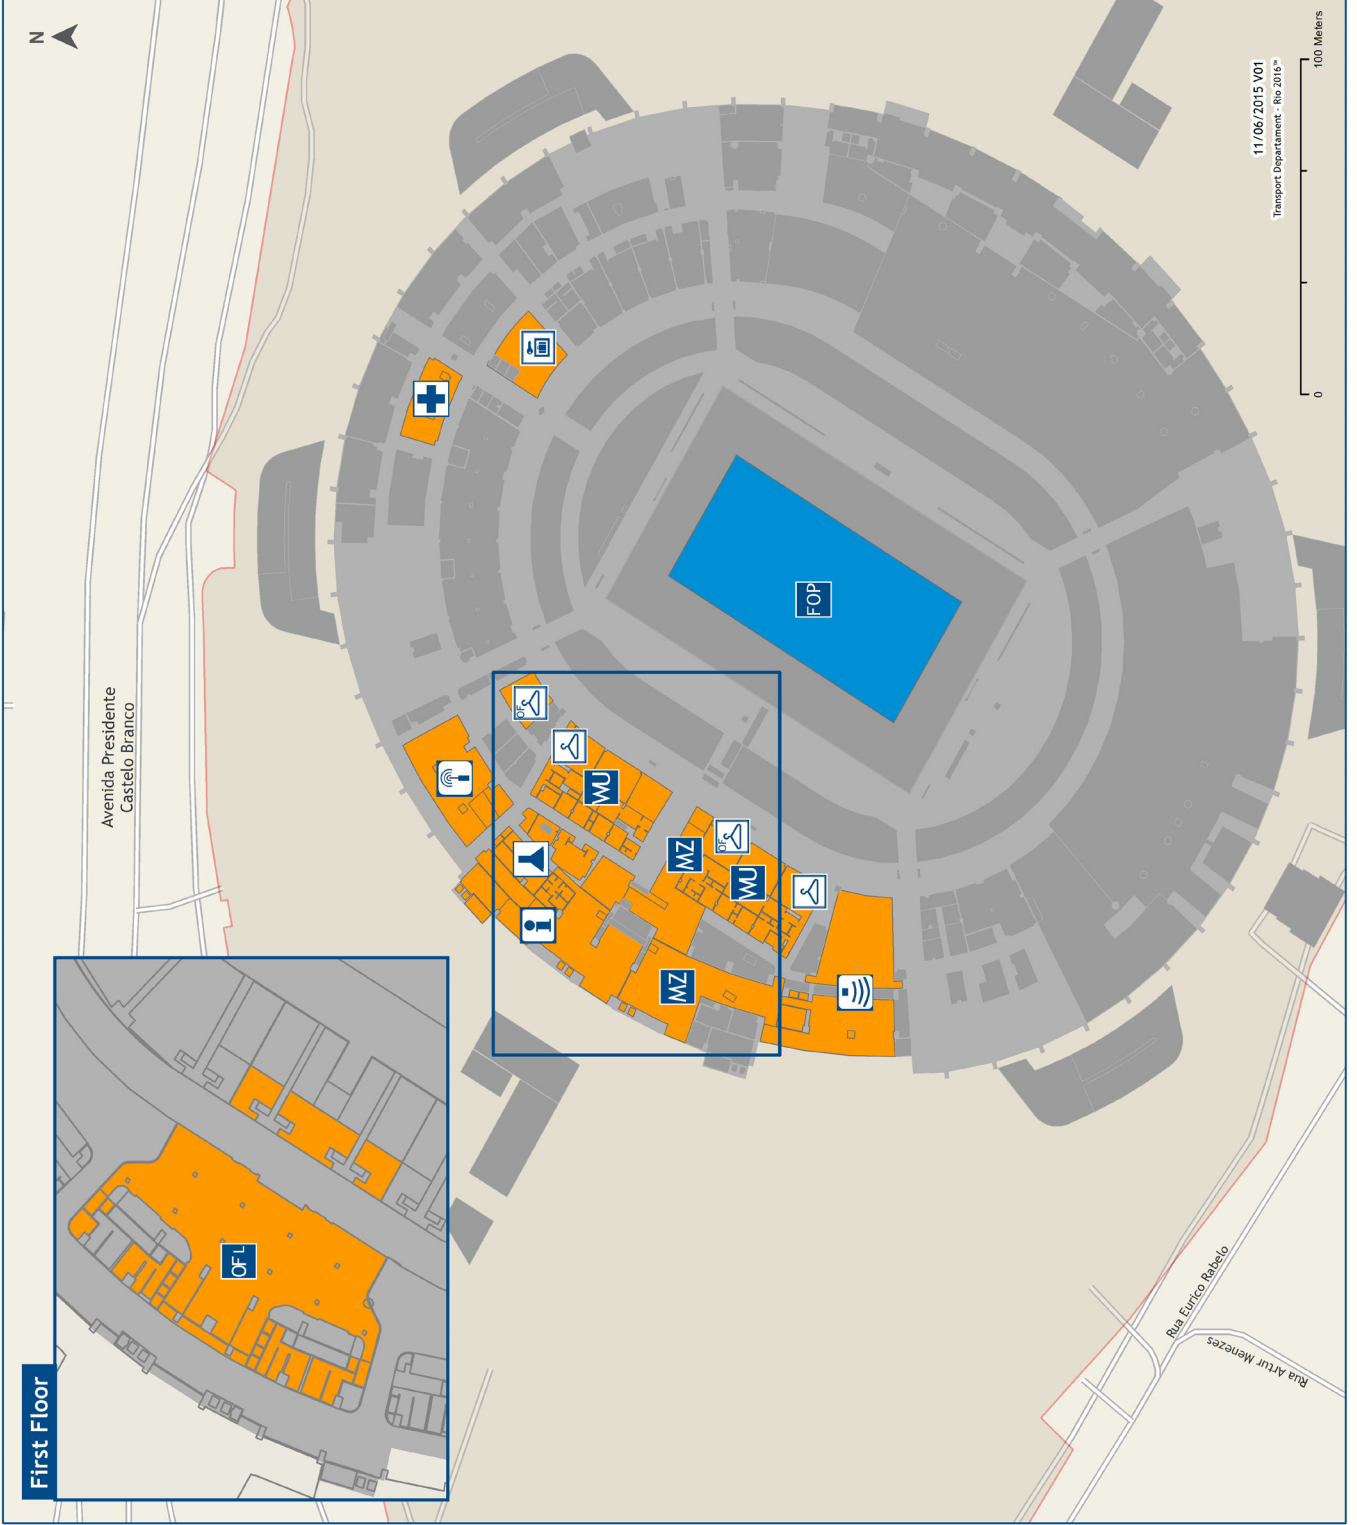 N
Avenida Presidente
Castelo Branco
FOP
OF
WU
MZ
OF
WU
MZ
First Floor
OFL
Rua Eurico Rabelo
Rua Artur Menezes
11/06/2015 V01
Transport Departament - Rio 2016™
0
100 Meters